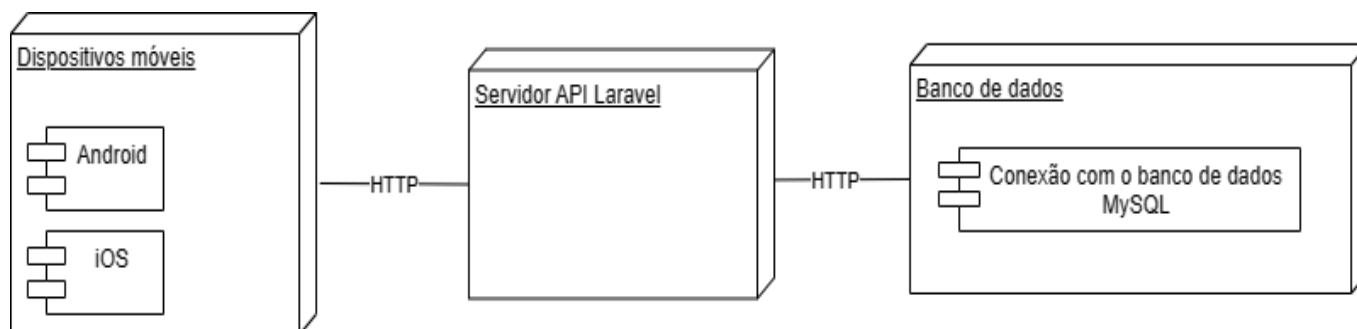 Dispositivos móveis
Android
iOS
HTTP
Servidor API Laravel
HTTP
Banco de dados
Conexão com o banco de dados
MySQL